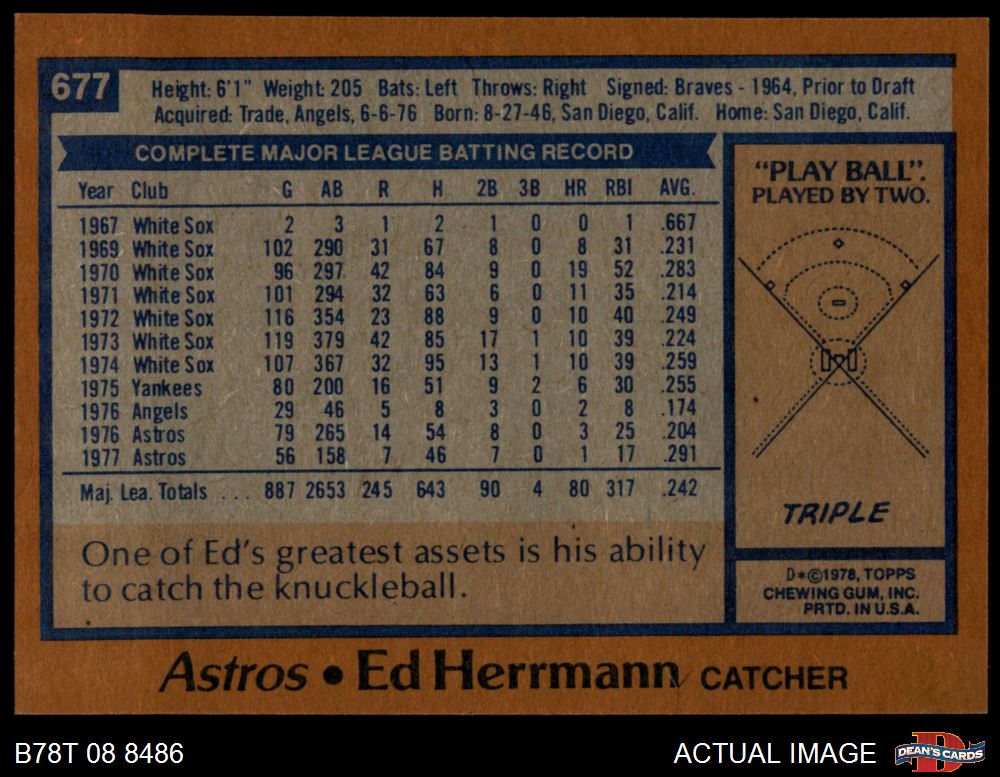 677
Height: 6'1" Weight: 205 Bats: Left Throws: Right Signed: Braves - 1964, Prior to Draft
Acquired: Trade, Angels, 6-6-76 Born: 8-27-46, San Diego, Calif. Home: San Diego, Calif.
COMPLETE MAJOR LEAGUE BATTING RECORD
Year Club G AB R H 2B 3B HR RBI AVG.
1967 White Sox 2 3 1 2 1 0 0 1 .667
1969 White Sox 102 290 31 67 8 0 8 31 .231
1970 White Sox 96 297 42 84 9 0 19 52 .283
1971 White Sox 101 294 32 63 6 0 11 35 .214
1972 White Sox 116 354 23 88 9 0 10 40 .249
1973 White Sox 119 379 42 85 17 1 10 39 .224
1974 White Sox 107 367 32 95 13 1 10 39 .259
1975 Yankees 80 200 16 51 9 2 6 30 .255
1976 Angels 29 46 5 8 3 0 2 8 .174
1976 Astros 79 265 14 54 8 0 3 25 .204
1977 Astros 56 158 7 46 7 0 1 17 .291
Maj. Lea. Totals ... 887 2653 245 643 90 4 80 317 .242
One of Ed's greatest assets is his ability
to catch the knuckleball.
"PLAY BALL":
PLAYED BY TWO.
TRIPLE
D*©1978, TOPPS
CHEWING GUM, INC.
PRTD. IN U.S.A.
Astros • Ed Herrmann CATCHER
B78T 08 8486
ACTUAL IMAGE
D
DEAN'S CARDS